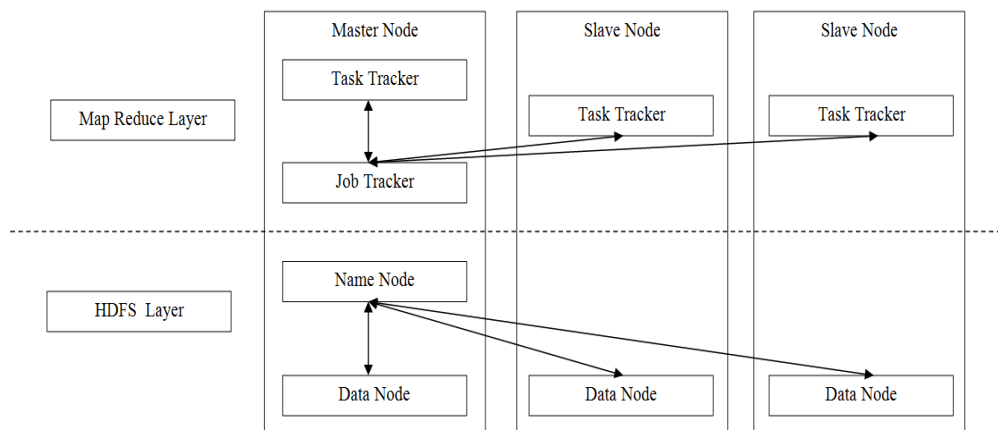 Master Node
Slave Node
Slave Node
Task Tracker
Map Reduce Layer
Task Tracker
Task Tracker
Job Tracker
Name Node
HDFS Layer
Data Node
Data Node
Data Node